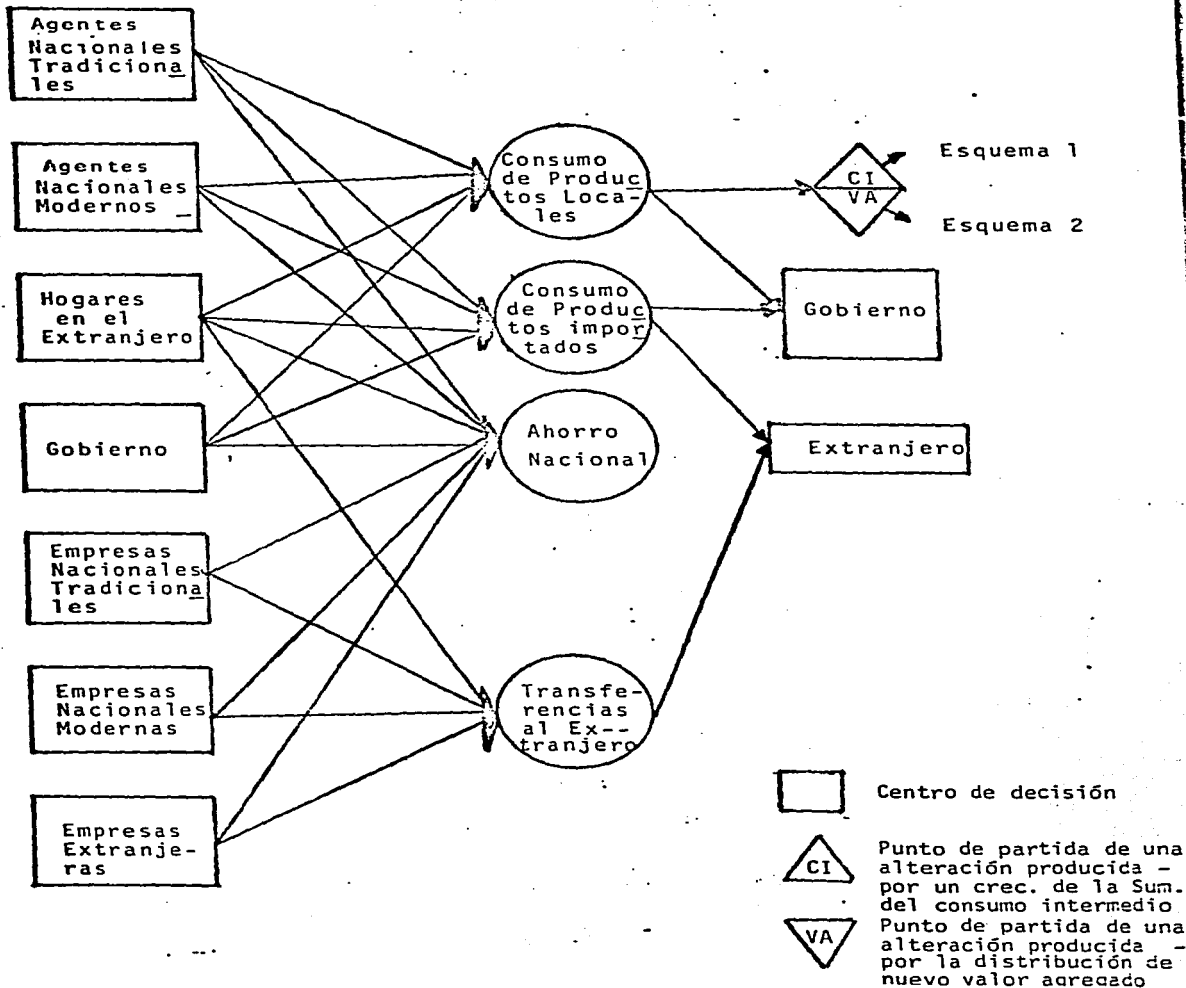 Agentes
Nacionales
Tradiciona
les
Agentes
Nacionales
Modernos
Hogares
en el
Extranjero
Gobierno
Empresas
Nacionales
Tradiciona
les
Empresas
Nacionales
Modernas
Empresas
Extranje-
ras
Consumo
de Produc
tos Loca-
les
Consumo
de Produc
tos impor
tados
Ahorro
Nacional
Transfe-
rencias
al Ex--
tranjero
CI
VA
Esquema 1
Esquema 2
Gobierno
Extranjero
Centro de decisión
CI
Punto de partida de una
alteración producida -
por un crec. de la Sum.
del consumo intermedio
VA
Punto de partida de una
alteración producida -
por la distribución de
nuevo valor agregado